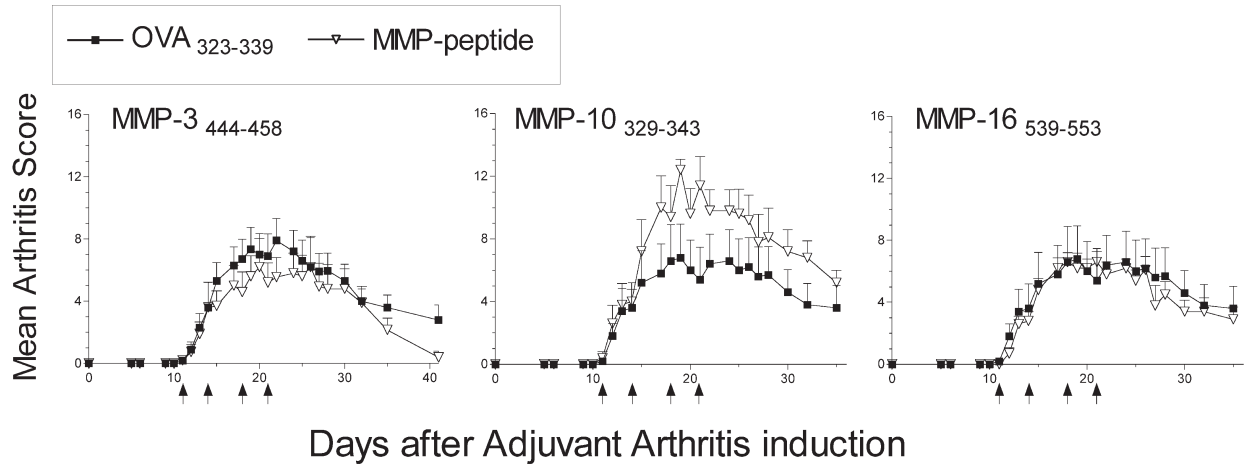 OVA 323-339 MMP-peptide
Mean Arthritis Score
MMP-3 444-458
16
12
8
4
0
0 10 20 30 40
MMP-10 329-343
16
12
8
4
0
0 10 20 30
MMP-16 539-553
16
12
8
4
0
0 10 20 30
Days after Adjuvant Arthritis induction